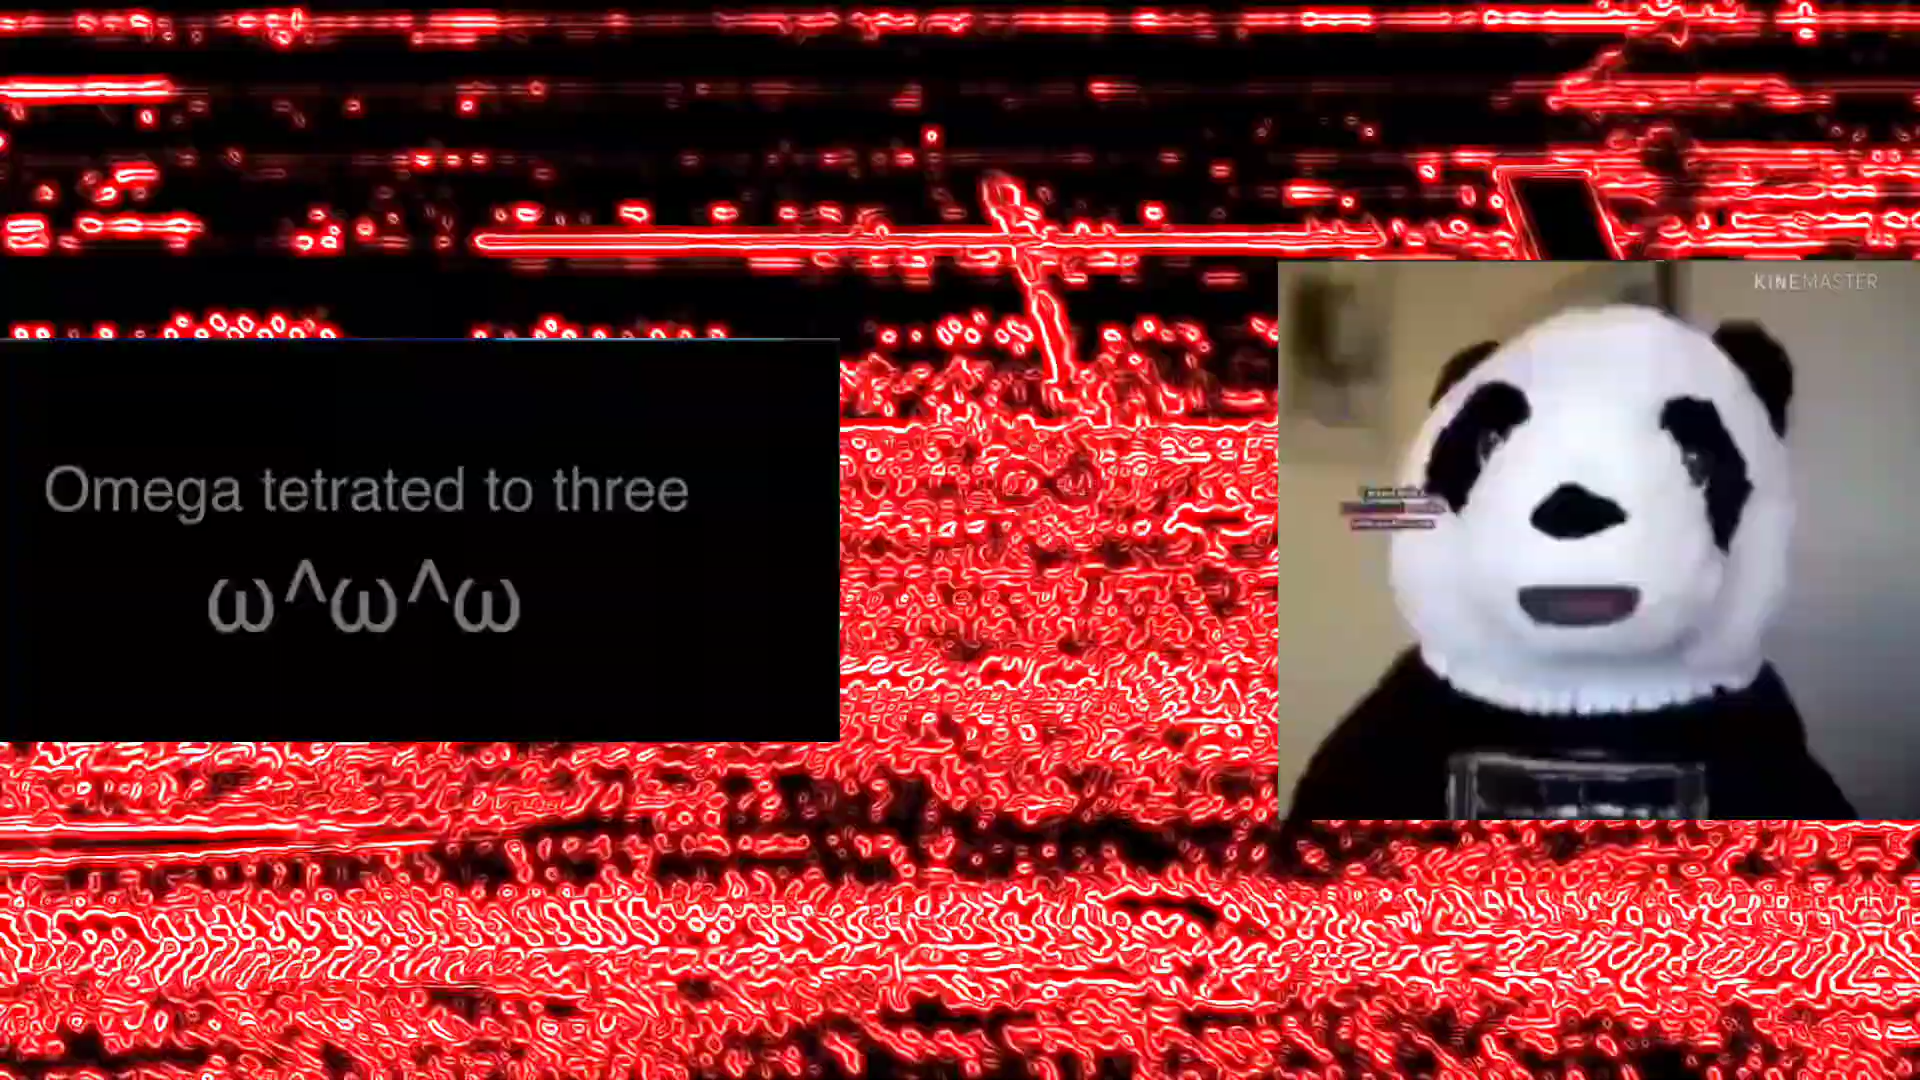 KINEMASTER
Omega tetrated to three
ω^ω^ω